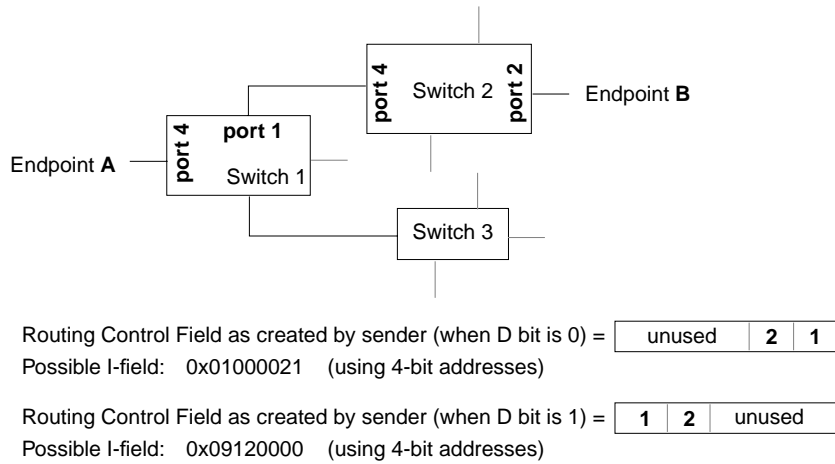 port 4
Switch 2
port 2
Endpoint B
port 4
port 1
Endpoint A
Switch 1
Switch 3
Routing Control Field as created by sender (when D bit is 0) = unused 2 1
Possible I-field: 0x01000021 (using 4-bit addresses)
Routing Control Field as created by sender (when D bit is 1) = 1 2 unused
Possible I-field: 0x09120000 (using 4-bit addresses)